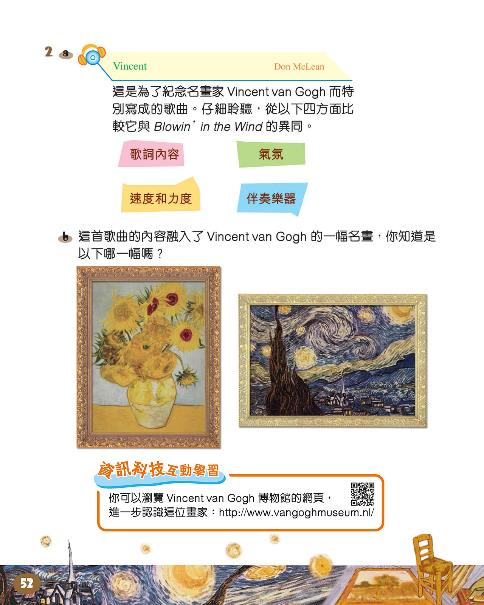 2 a
Vincent Don McLean
這是為了紀念名畫家 Vincent van Gogh 而特
別寫成的歌曲。仔細聆聽，從以下四方面比
較它與 Blowin' in the Wind 的異同。
歌詞內容 氣氛
速度和力度 伴奏樂器
b 這首歌曲的內容融入了 Vincent van Gogh 的一幅名畫，你知道是
以下哪一幅嗎？
資訊科技互動學習
你可以瀏覽 Vincent van Gogh 博物館的網頁，
進一步認識這位畫家：http://www.vangoghmuseum.nl/
52